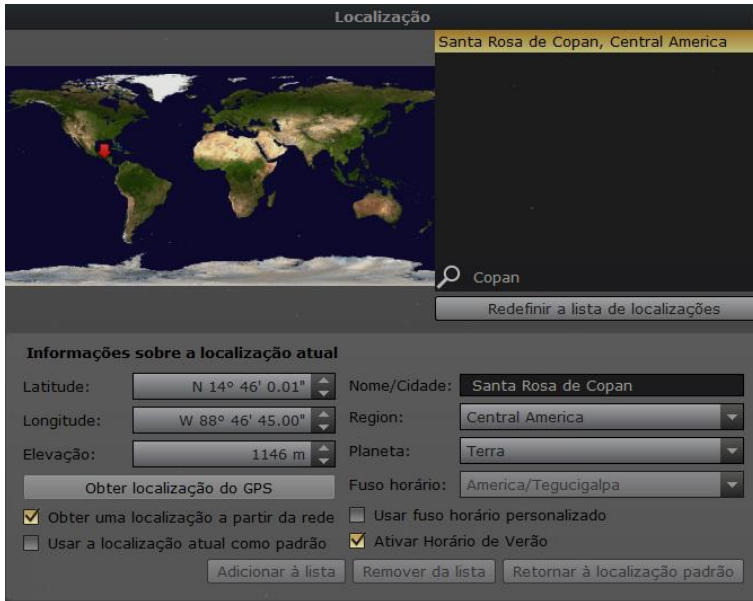 Localização
Santa Rosa de Copan, Central America
Copan
Redefinir a lista de localizações
Informações sobre a localização atual
Latitude: N 14º 46' 0.01"
Nome/Cidade: Santa Rosa de Copan
Longitude: W 88º 46' 45.00"
Region: Central America
Elevação: 1146 m
Planeta: Terra
Obter localização do GPS
Fuso horário: America/Tegucigalpa
Obter uma localização a partir da rede
Usar fuso horário personalizado
Usar a localização atual como padrão
Ativar Horário de Verão
Adicionar à lista
Remover da lista
Retornar à localização padrão